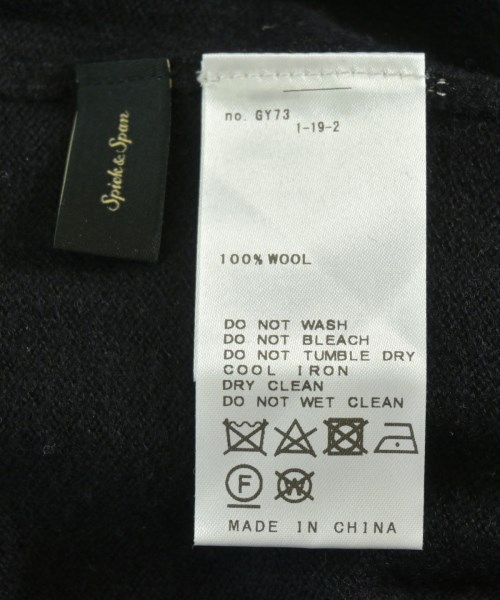 Spick & Span
no. GY73
1-19-2
100% WOOL
DO NOT WASH
DO NOT BLEACH
DO NOT TUMBLE DRY
COOL IRON
DRY CLEAN
DO NOT WET CLEAN
F W
MADE IN CHINA